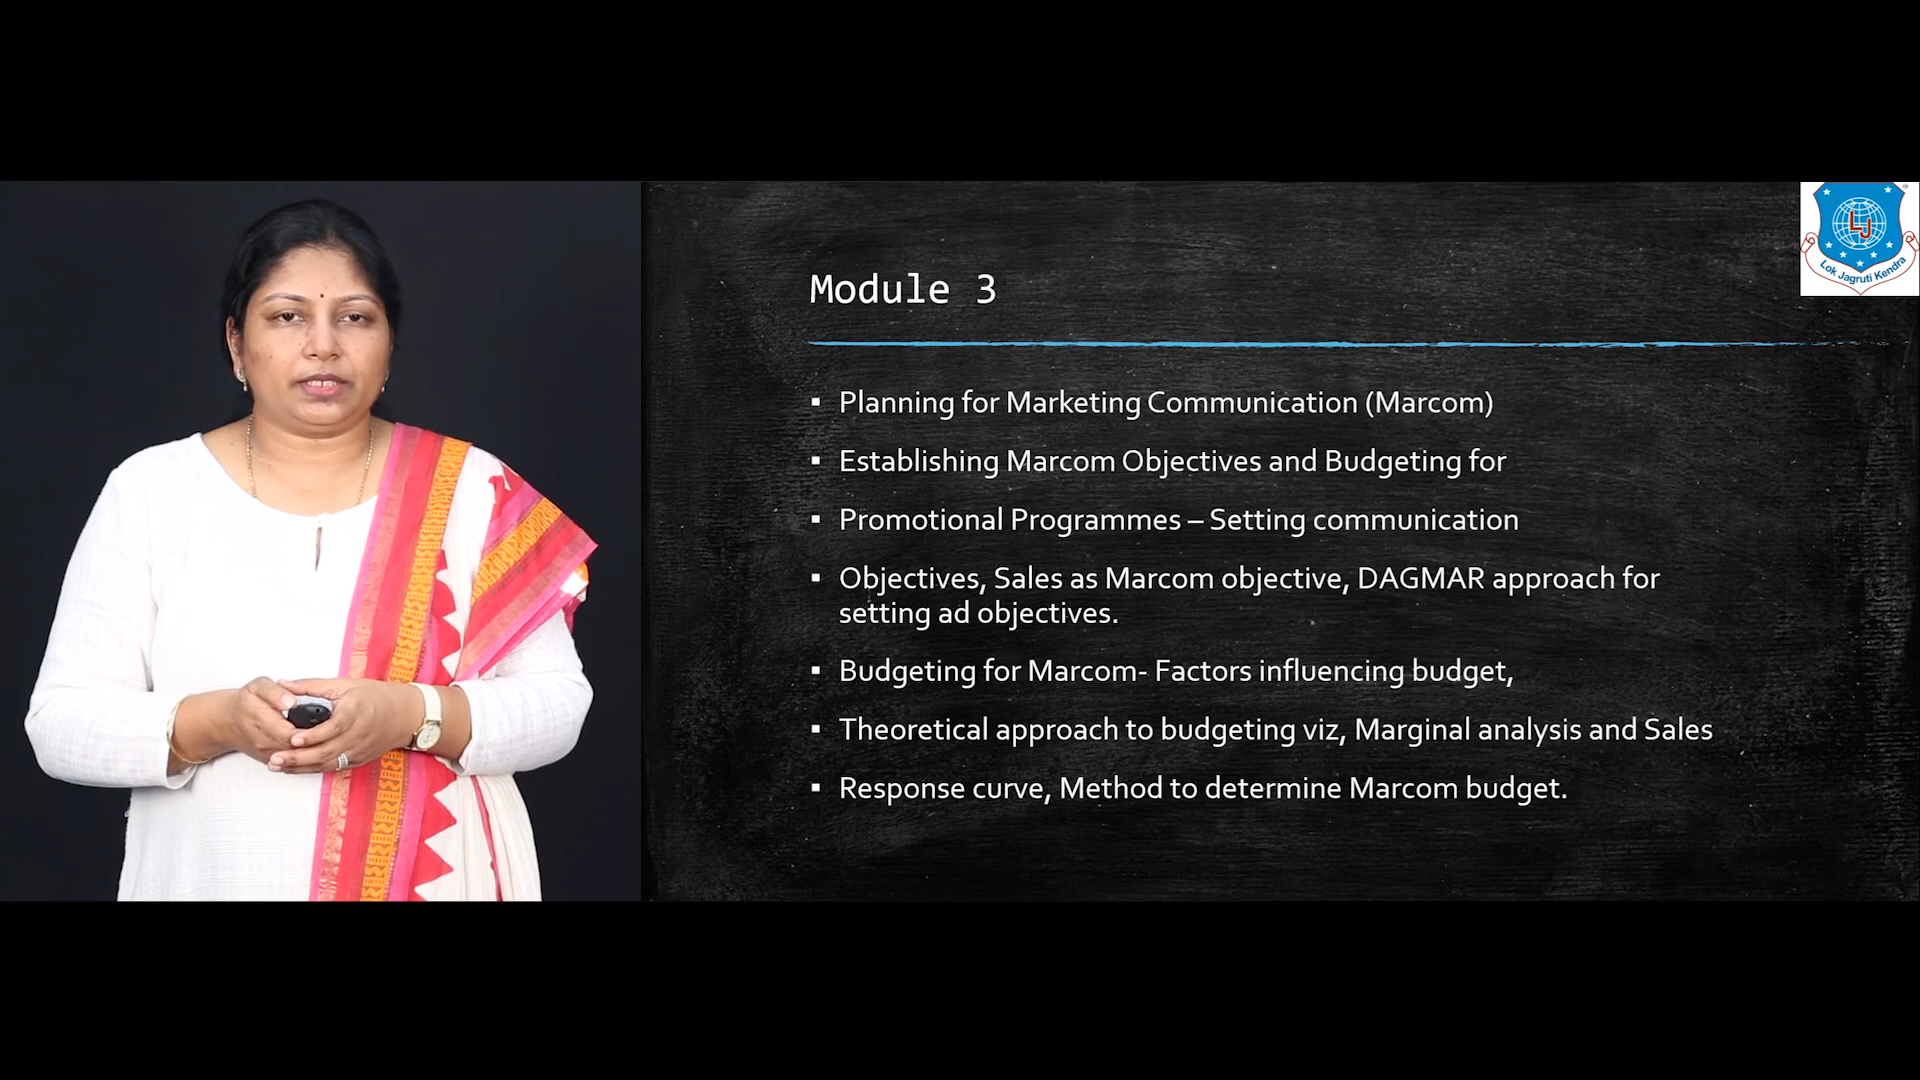 Module 3
▪ Planning for Marketing Communication (Marcom)
▪ Establishing Marcom Objectives and Budgeting for
▪ Promotional Programmes – Setting communication
▪ Objectives, Sales as Marcom objective, DAGMAR approach for
setting ad objectives.
▪ Budgeting for Marcom- Factors influencing budget,
▪ Theoretical approach to budgeting viz, Marginal analysis and Sales
▪ Response curve, Method to determine Marcom budget.
LJ
Lok Jagruti Kendra